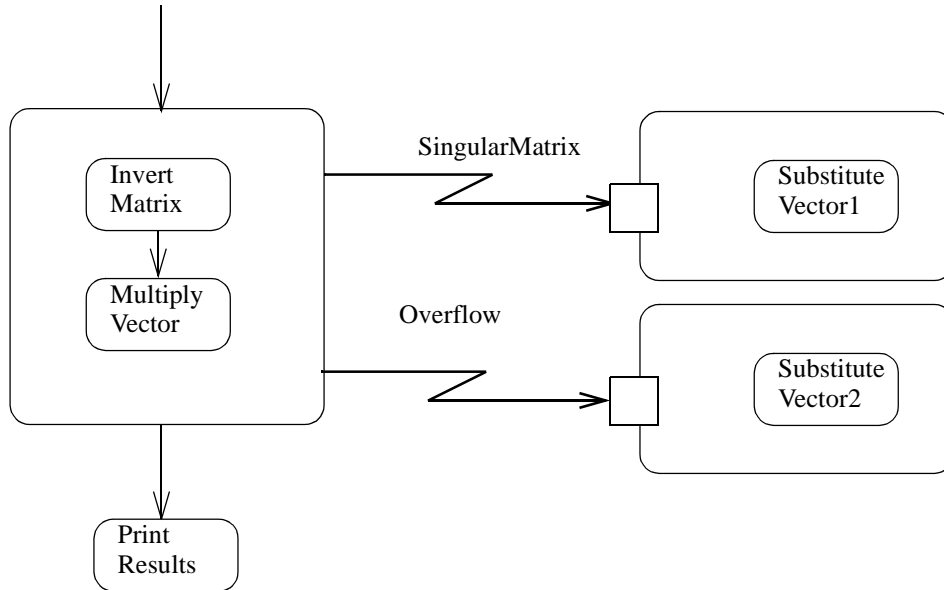 Invert
Matrix
Multiply
Vector
SingularMatrix
Overflow
Substitute
Vector1
Substitute
Vector2
Print
Results